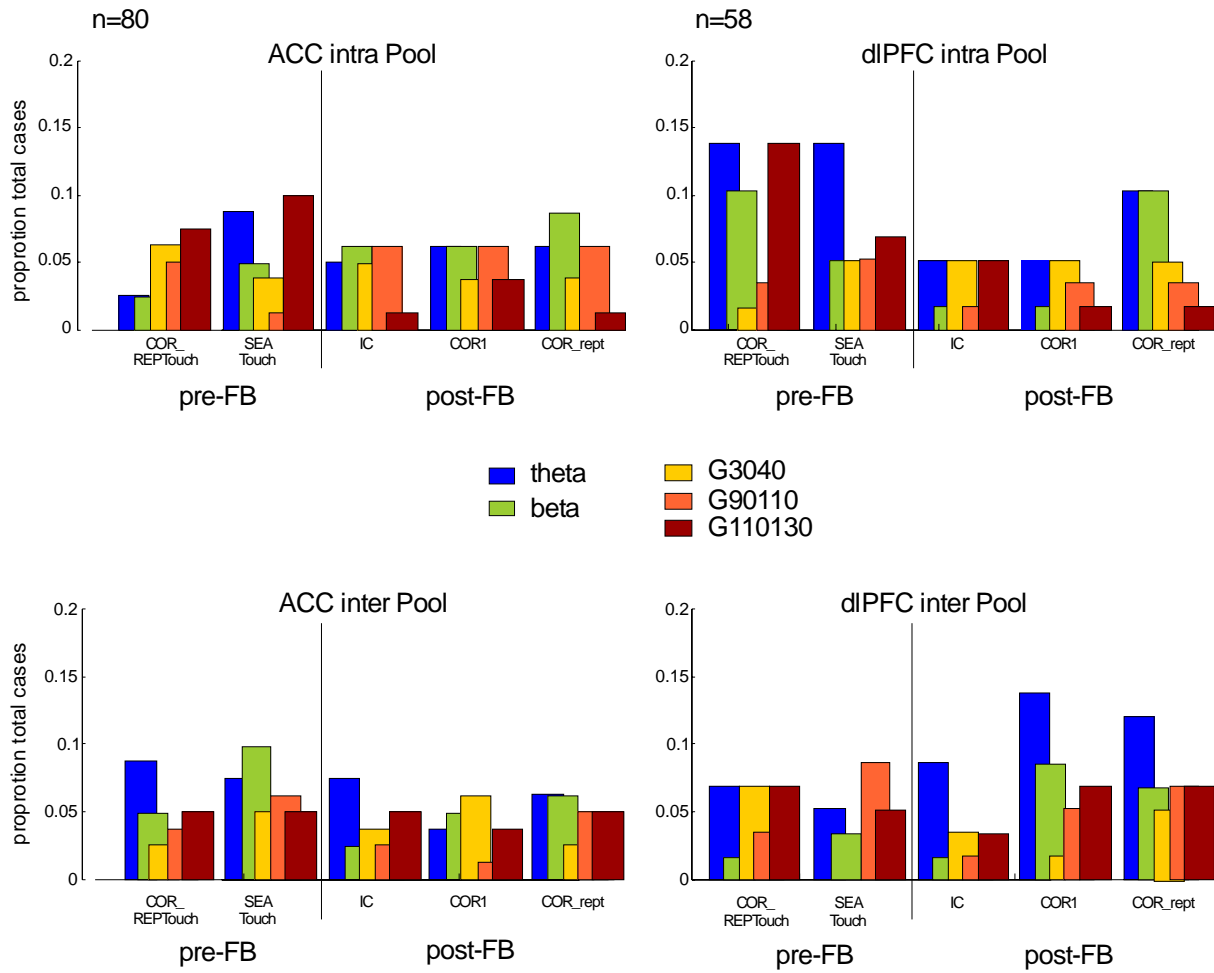 n=80
n=58
ACC intra Pool
dlPFC intra Pool
proprotion total cases
0.2
0.15
0.1
0.05
0
COR_
REPTouch
SEA
Touch
IC
COR1
COR_rept
pre-FB
post-FB
0.2
0.15
0.1
0.05
0
COR_
REPTouch
SEA
Touch
IC
COR1
COR_rept
pre-FB
post-FB
theta
beta
G3040
G90110
G110130
ACC inter Pool
dlPFC inter Pool
proprotion total cases
0.2
0.15
0.1
0.05
0
COR_
REPTouch
SEA
Touch
IC
COR1
COR_rept
pre-FB
post-FB
0.2
0.15
0.1
0.05
0
COR_
REPTouch
SEA
Touch
IC
COR1
COR_rept
pre-FB
post-FB